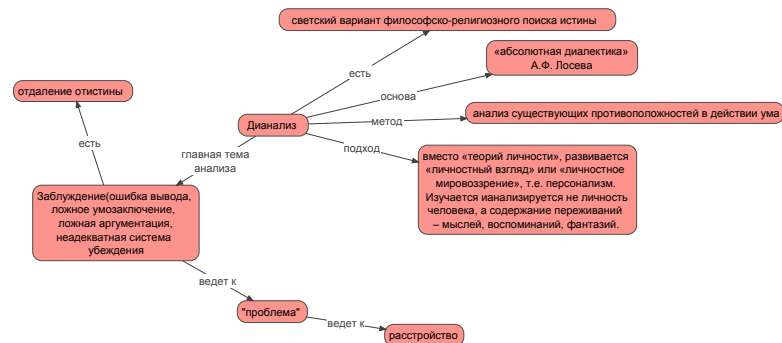 светский вариант философско-религиозного поиска истины
есть
«абсолютная диалектика»
А.Ф. Лосева
основа
отдаление отистины
Дианализ
метод
анализ существующих противоположностей в действии ума
есть
главная тема
анализа
подход
вместо «теорий личности», развивается
«личностный взгляд» или «личностное
мировоззрение», т.е. персонализм.
Изучается ианализируется не личность
человека, а содержание переживаний
– мыслей, воспоминаний, фантазий.
Заблуждение(ошибка вывода,
ложное умозаключение,
ложная аргументация,
неадекватная система
убеждения
ведет к
"проблема"
ведет к
расстройство